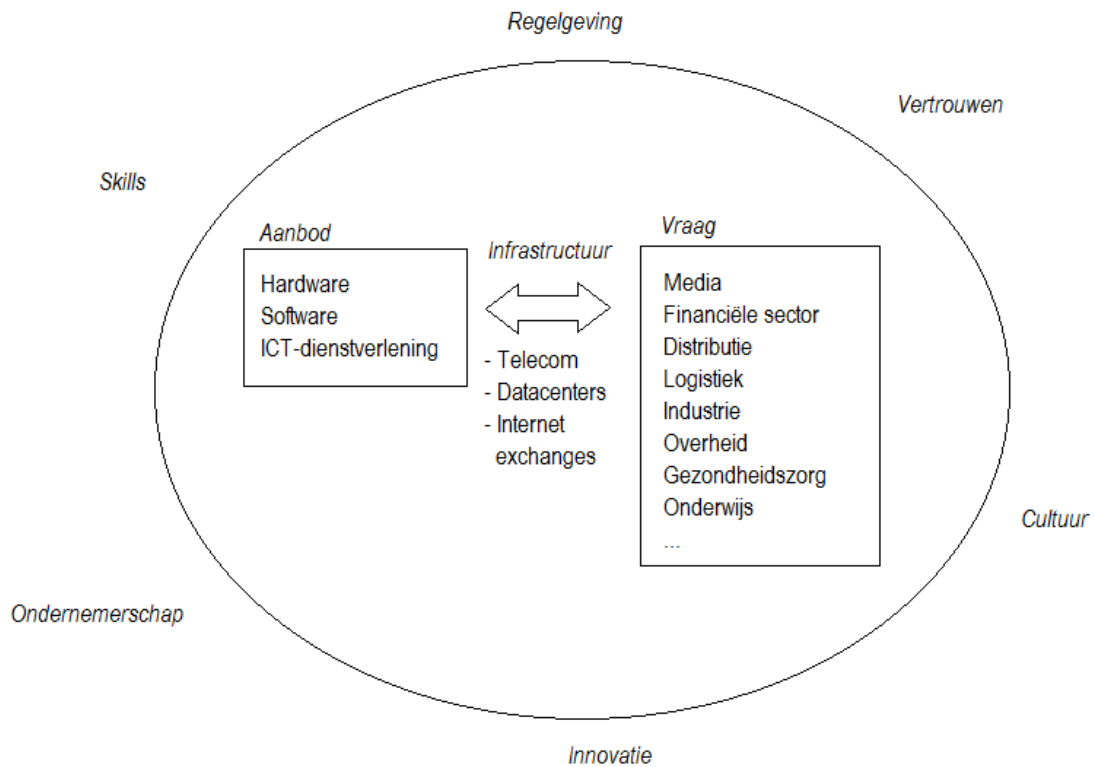 Regelgeving
Vertrouwen
Skills
Aanbod
Hardware
Software
ICT-dienstverlening
Infrastructuur
- Telecom
- Datacenters
- Internet
exchanges
Vraag
Media
Financiële sector
Distributie
Logistiek
Industrie
Overheid
Gezondheidszorg
Onderwijs
...
Cultuur
Ondernemerschap
Innovatie